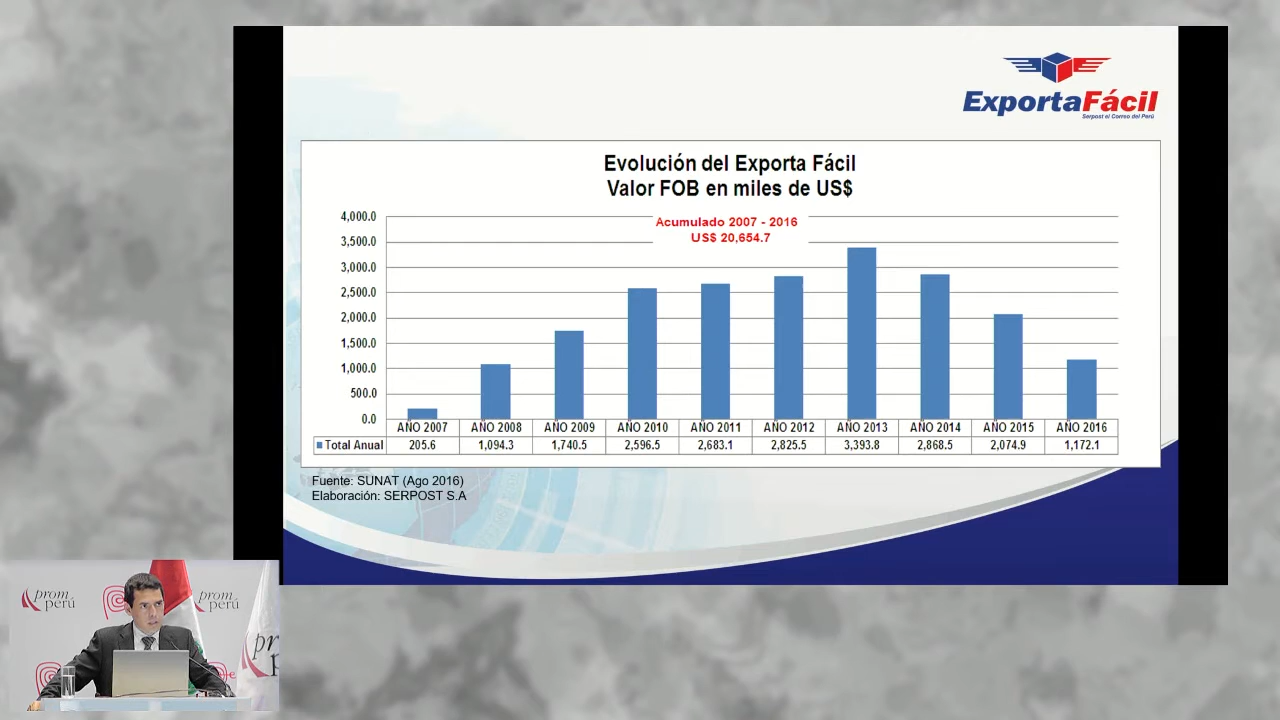 ExportaFácil
Serpost el Correo del Perú
Evolución del Exporta Fácil
Valor FOB en miles de US$
Acumulado 2007 - 2016
US$ 20,654.7
4,000.0
3,500.0
3,000.0
2,500.0
2,000.0
1,500.0
1,000.0
500.0
0.0
AÑO 2007 AÑO 2008 AÑO 2009 AÑO 2010 AÑO 2011 AÑO 2012 AÑO 2013 AÑO 2014 AÑO 2015 AÑO 2016
Total Anual 205.6 1,094.3 1,740.5 2,596.5 2,683.1 2,825.5 3,393.8 2,868.5 2,074.9 1,172.1
Fuente: SUNAT (Ago 2016)
Elaboración: SERPOST S.A
prom
perú
prom
perú